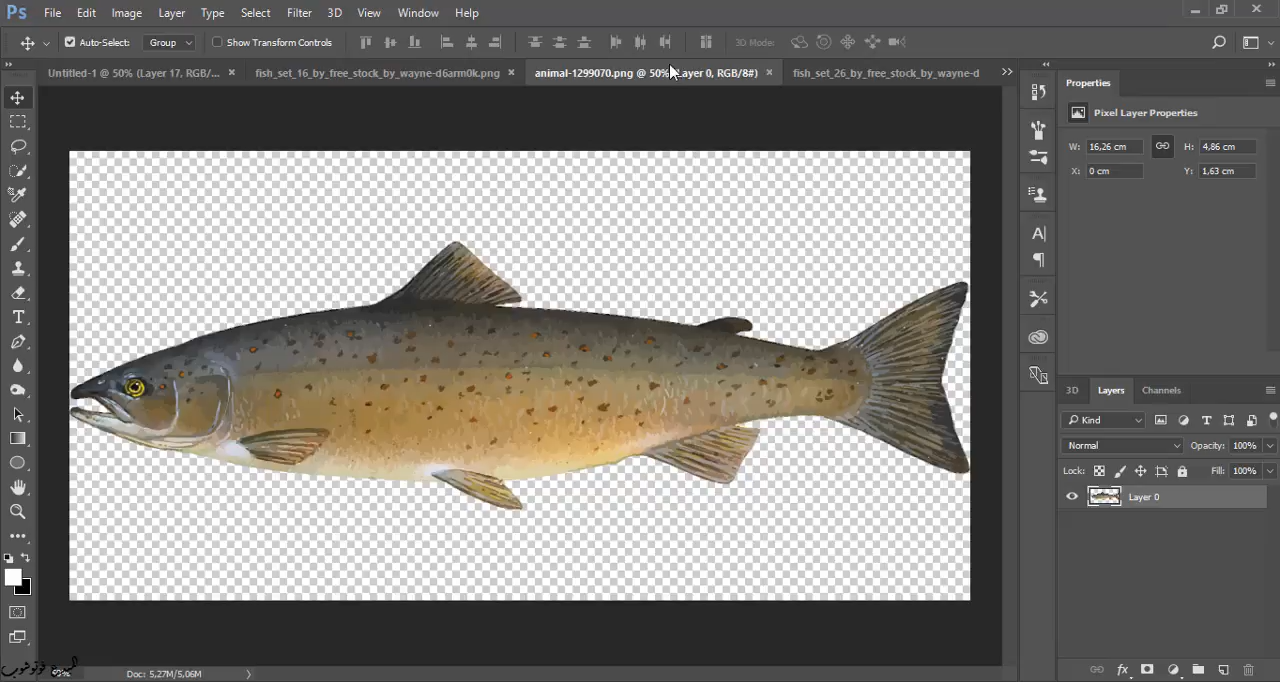 Ps File Edit Image Layer Type Select Filter 3D View Window Help
Auto-Select: Group Show Transform Controls 3D Mode:
Untitled-1 @ 50% (Layer 17, RGB/... × fish_set_16_by_free_stock_by_wayne-d6arm0k.png × animal-1299070.png @ 50% (Layer 0, RGB/8#) × fish_set_26_by_free_stock_by_wayne-d
Properties
Pixel Layer Properties
W: 16,26 cm H: 4,86 cm
X: 0 cm Y: 1,63 cm
3D Layers Channels
Kind
Normal Opacity: 100%
Lock: Fill: 100%
Layer 0
Doc: 5,27M/5,06M